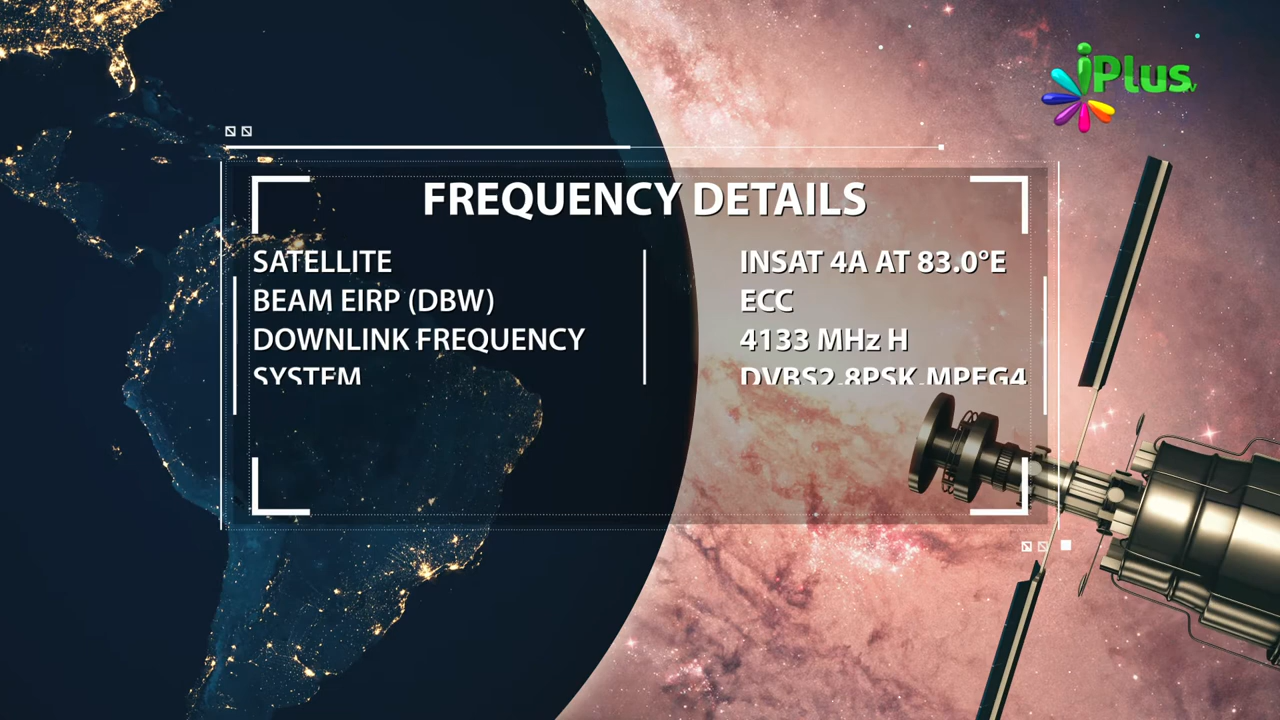 iPlus TV
FREQUENCY DETAILS
SATELLITE INSAT 4A AT 83.0°E
BEAM EIRP (DBW) ECC
DOWNLINK FREQUENCY 4133 MHz H
SYSTEM DVBS2,8PSK,MPEG4